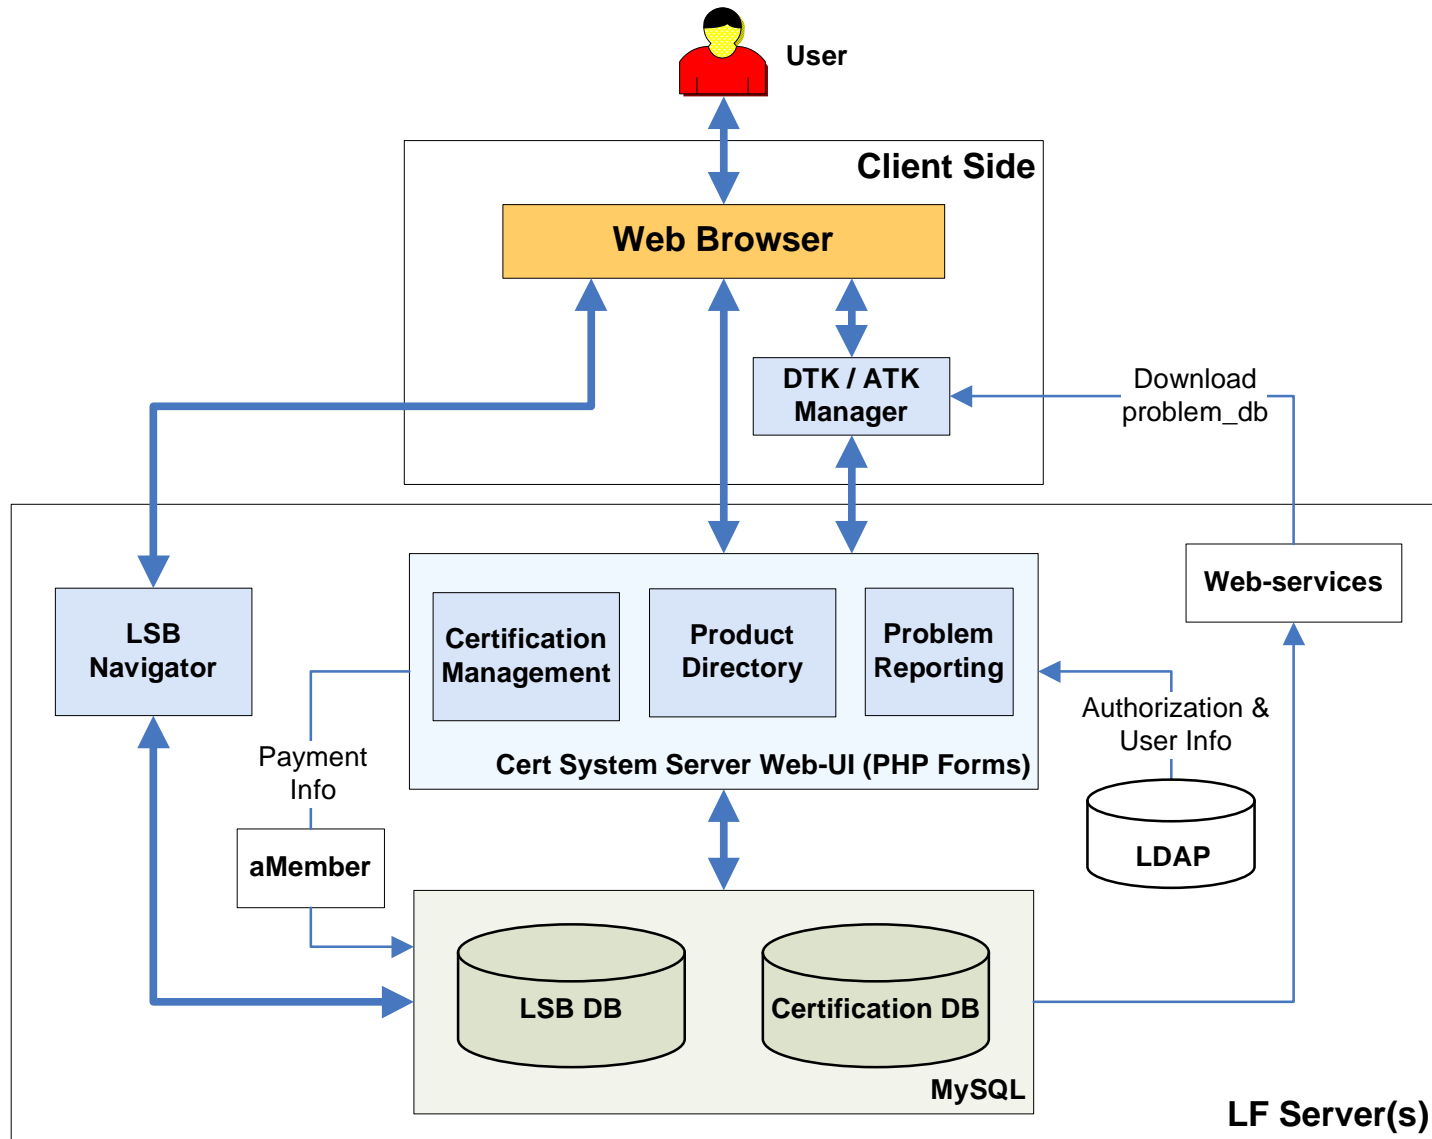 User
Client Side
Web Browser
DTK / ATK
Manager
Download
problem_db
LSB
Navigator
Certification
Management
Product
Directory
Problem
Reporting
Web-services
Cert System Server Web-UI (PHP Forms)
Payment
Info
Authorization &
User Info
aMember
LDAP
LSB DB
Certification DB
MySQL
LF Server(s)